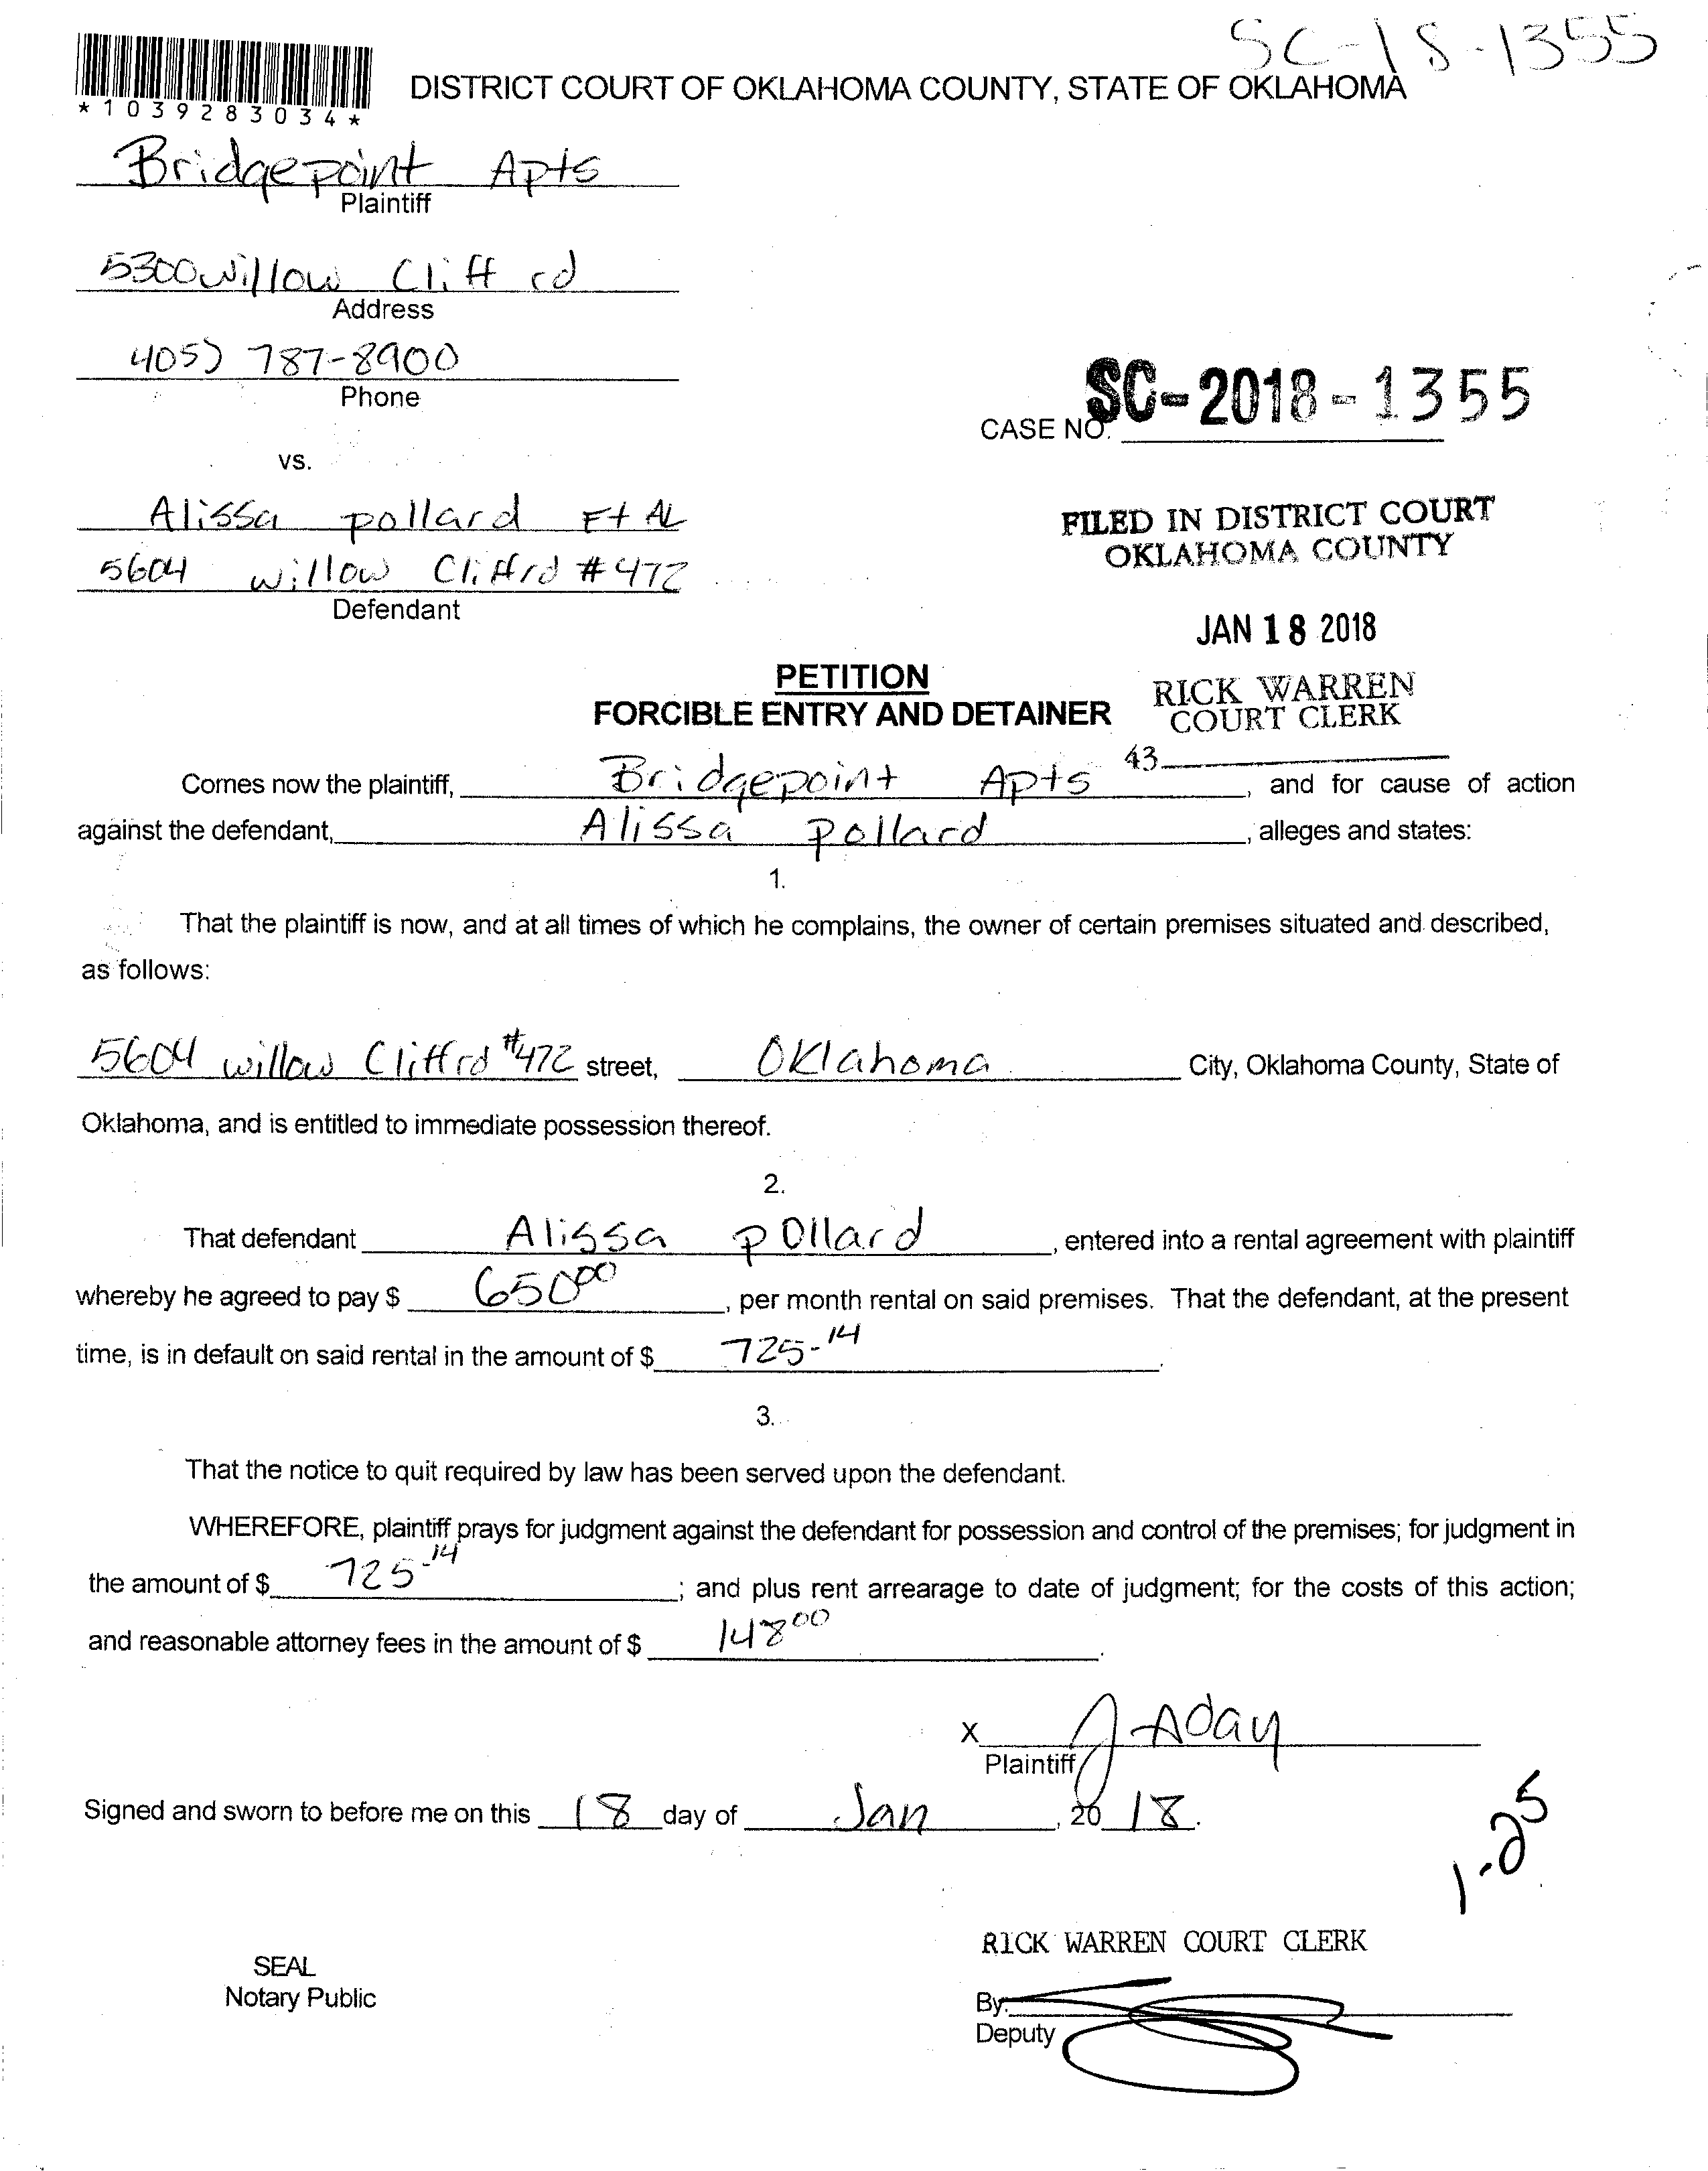 SC-18-1355
*1039283034*
DISTRICT COURT OF OKLAHOMA COUNTY, STATE OF OKLAHOMA
Bridgepoint Apts
Plaintiff
5300 willow Cliff rd
Address
405) 787-8900
Phone
CASE NO. SC-2018-1355
vs.
Alissa pollard Et AL
5604 willow Cliff rd #472
Defendant
FILED IN DISTRICT COURT
OKLAHOMA COUNTY
JAN 18 2018
RICK WARREN
COURT CLERK
43
PETITION
FORCIBLE ENTRY AND DETAINER
Comes now the plaintiff, Bridgepoint Apts, and for cause of action
against the defendant, Alissa pollard, alleges and states:
1.
That the plaintiff is now, and at all times of which he complains, the owner of certain premises situated and described,
as follows:
5604 willow Cliff rd #472 street, Oklahoma City, Oklahoma County, State of
Oklahoma, and is entitled to immediate possession thereof.
2.
That defendant Alissa pollard, entered into a rental agreement with plaintiff
whereby he agreed to pay $ 650 00, per month rental on said premises. That the defendant, at the present
time, is in default on said rental in the amount of $ 725-14.
3.
That the notice to quit required by law has been served upon the defendant.
WHEREFORE, plaintiff prays for judgment against the defendant for possession and control of the premises; for judgment in
the amount of $ 725-14; and plus rent arrearage to date of judgment; for the costs of this action;
and reasonable attorney fees in the amount of $ 148 00.
x J Aday
Plaintiff
Signed and sworn to before me on this 18 day of Jan, 20 18.
1-25
RICK WARREN COURT CLERK
SEAL
Notary Public
By:
Deputy